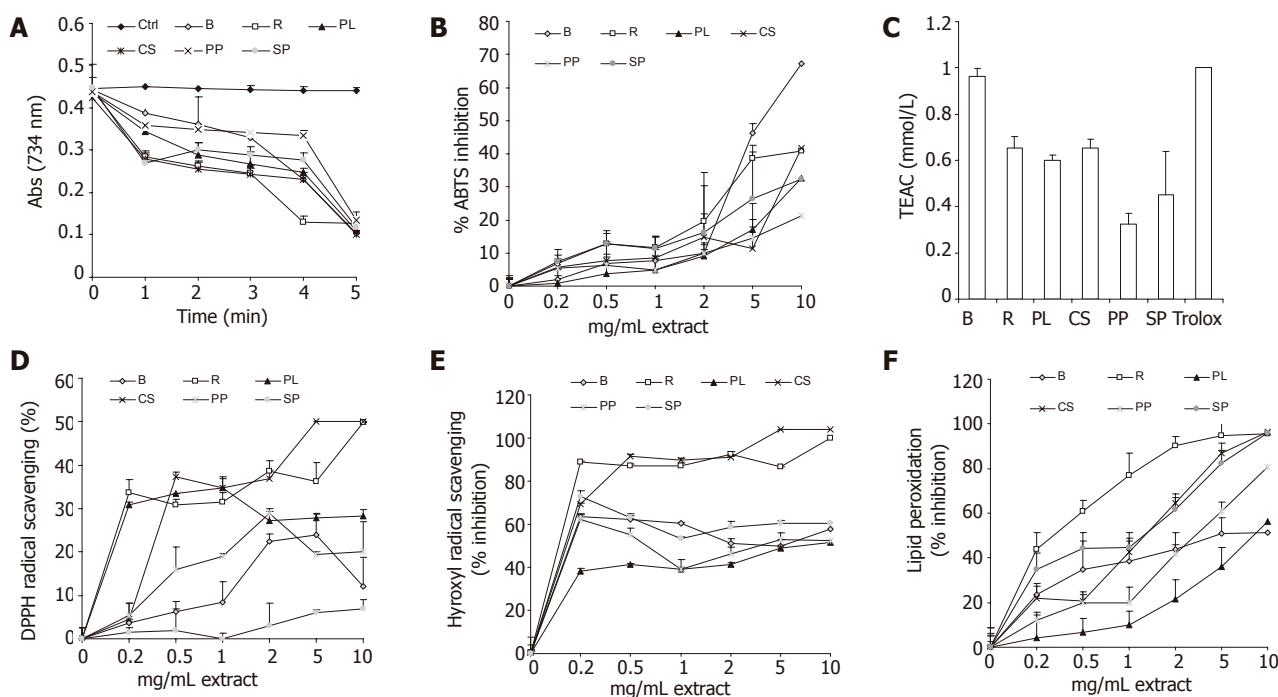 A
Ctrl B R PL
CS PP SP
0.6
0.5
0.4
0.3
0.2
0.1
0
Abs (734 nm)
0 1 2 3 4 5
Time (min)
B
B R PL CS
PP SP
80
70
60
50
40
30
20
10
0
% ABTS inhibition
0 0.2 0.5 1 2 5 10
mg/mL extract
C
1.2
1
0.8
0.6
0.4
0.2
0
TEAC (mmol/L)
B R PL CS PP SP Trolox
D
B R PL
CS PP SP
60
50
40
30
20
10
0
DPPH radical scavenging (%)
0 0.2 0.5 1 2 5 10
mg/mL extract
E
B R PL CS
PP SP
120
100
80
60
40
20
0
Hyroxyl radical scavenging
(% inhibition)
0 0.2 0.5 1 2 5 10
mg/mL extract
F
B R PL
CS PP SP
120
100
80
60
40
20
0
Lipid peroxidation
(% inhibition)
0 0.2 0.5 1 2 5 10
mg/mL extract